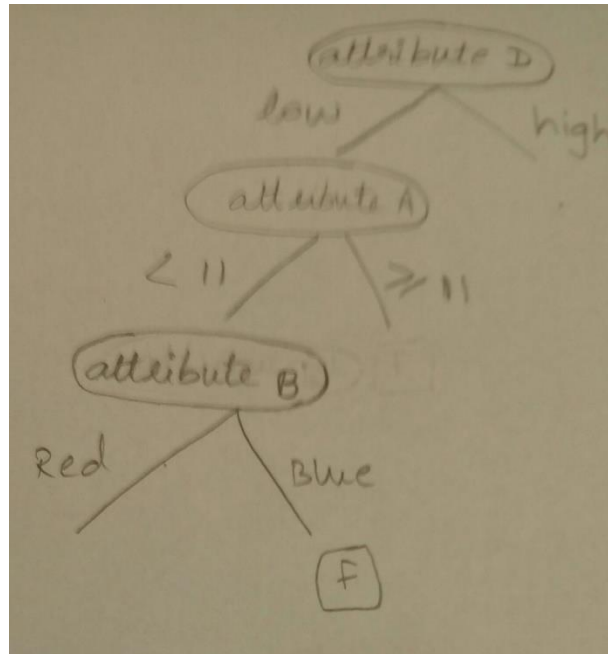 attribute D
low high
attribute A
< 11 ≥ 11
attribute B
Red Blue
F